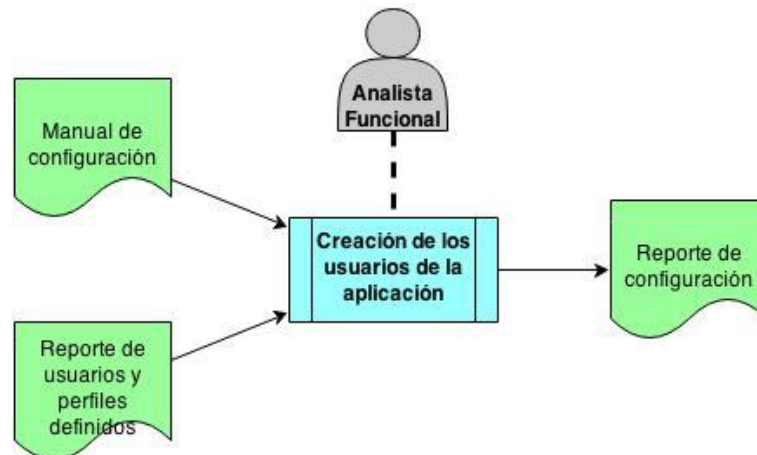 Analista
Funcional
Manual de
configuración
Creación de los
usuarios de la
aplicación
Reporte de
configuración
Reporte de
usuarios y
perfiles
definidos